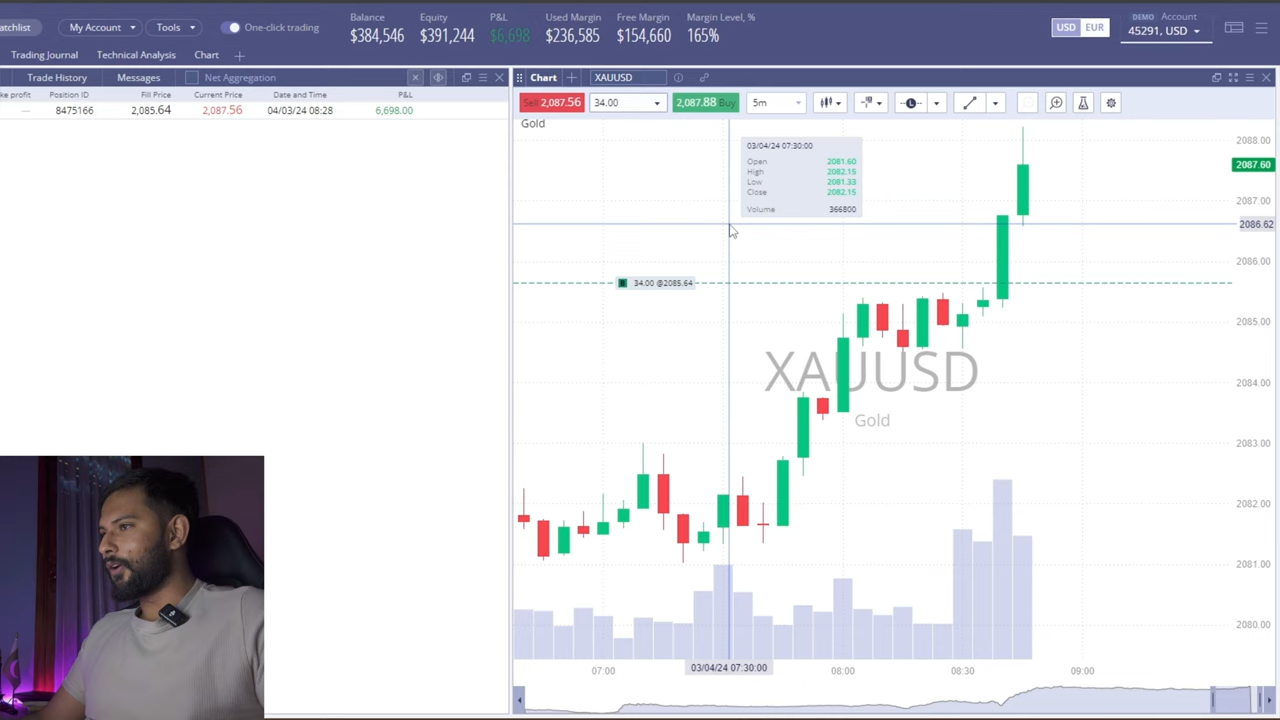 atchlist My Account Tools One-click trading
Balance Equity P&L Used Margin Free Margin Margin Level, %
$384,546 $391,244 $6,698 $236,585 $154,660 165%
USD EUR
DEMO Account
45291, USD
Trading Journal Technical Analysis Chart +
Trade History Messages Net Aggregation
Chart XAUUSD
ke profit Position ID Fill Price Current Price Date and Time P&L
— 8475166 2,085.64 2,087.56 04/03/24 08:28 6,698.00
Sell 2,087.56 34.00 2,087.88 Buy 5m
Gold
03/04/24 07:30:00
Open 2081.60
High 2082.15
Low 2081.33
Close 2082.15
Volume 366800
34.00 @2085.64
XAUUSD
Gold
2088.00
2087.60
2087.00
2086.62
2086.00
2085.00
2084.00
2083.00
2082.00
2081.00
2080.00
07:00 03/04/24 07:30:00 08:00 08:30 09:00